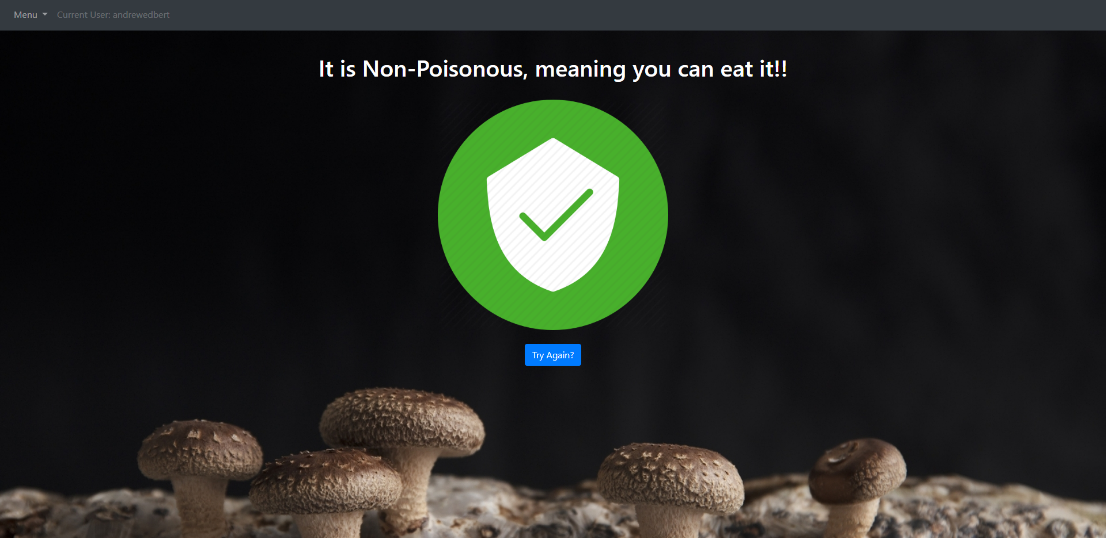 Menu
Current User: andrewedbert
It is Non-Poisonous, meaning you can eat it!!
Try Again?